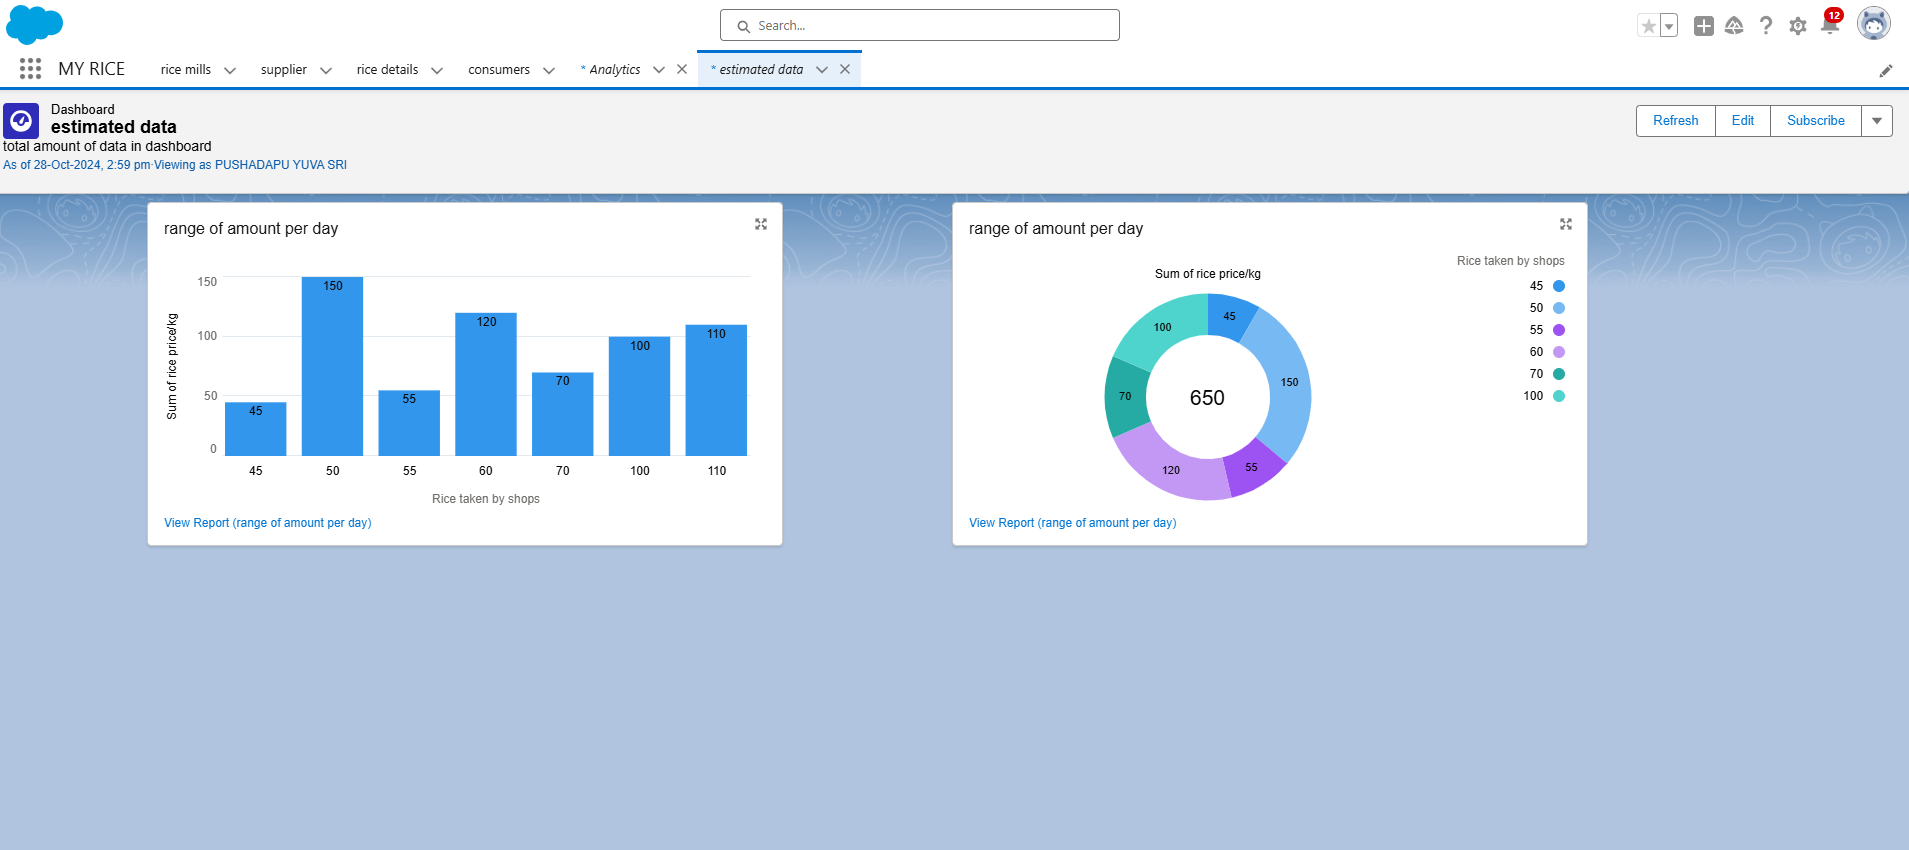 Search...
12
MY RICE
rice mills
supplier
rice details
consumers
* Analytics
* estimated data
Dashboard
estimated data
total amount of data in dashboard
As of 28-Oct-2024, 2:59 pm·Viewing as PUSHADAPU YUVA SRI
Refresh
Edit
Subscribe
range of amount per day
Sum of rice price/kg
150
100
50
0
45
150
55
120
70
100
110
45 50 55 60 70 100 110
Rice taken by shops
View Report (range of amount per day)
range of amount per day
Sum of rice price/kg
45
150
55
120
70
100
650
Rice taken by shops
45
50
55
60
70
100
View Report (range of amount per day)